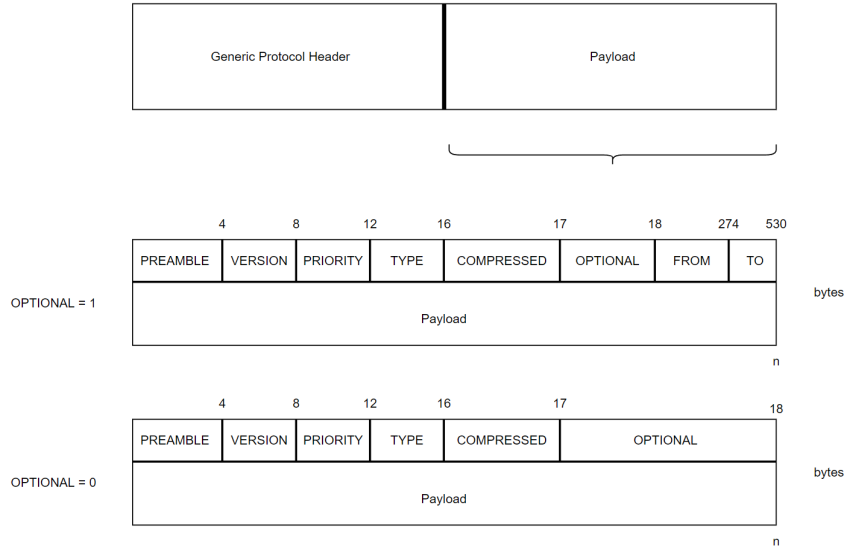 Generic Protocol Header Payload
4 8 12 16 17 18 274 530
PREAMBLE VERSION PRIORITY TYPE COMPRESSED OPTIONAL FROM TO
bytes
OPTIONAL = 1
Payload
n
4 8 12 16 17 18
PREAMBLE VERSION PRIORITY TYPE COMPRESSED OPTIONAL
bytes
OPTIONAL = 0
Payload
n